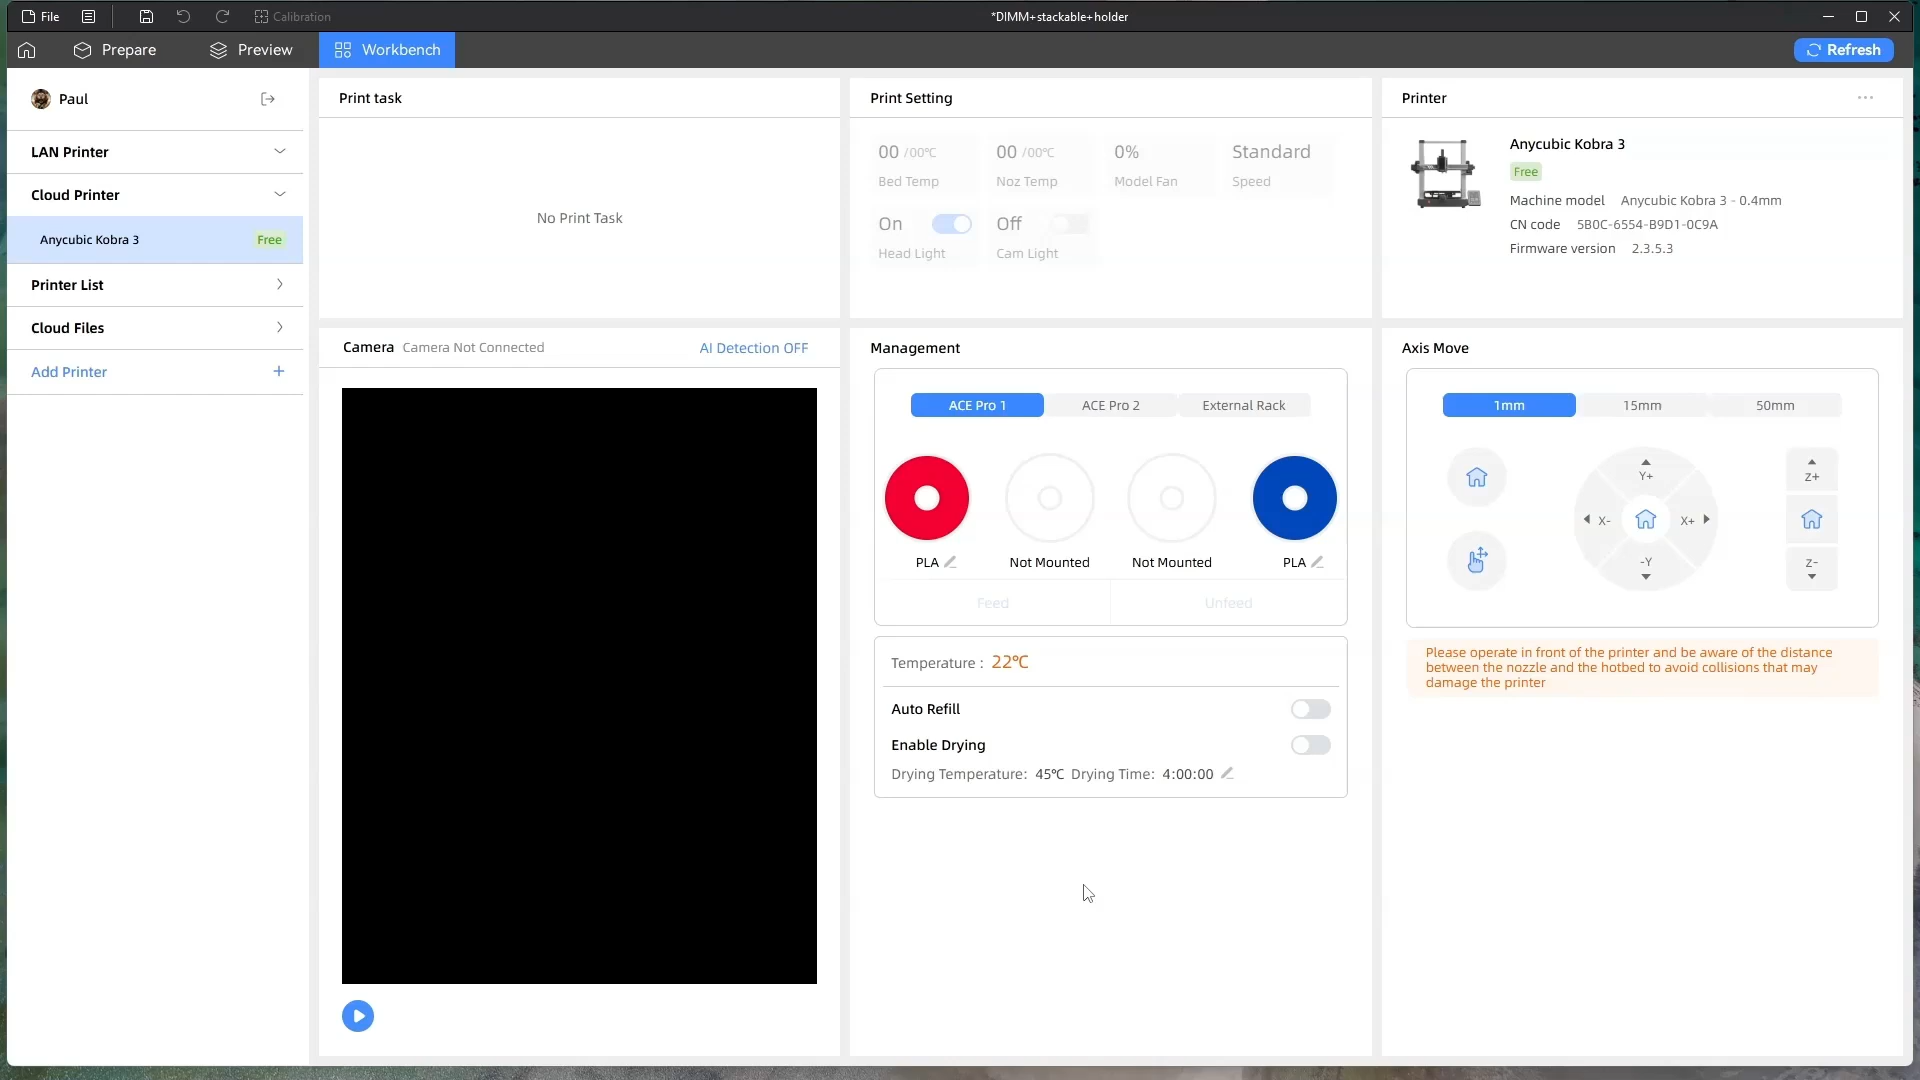 File
Calibration
*DIMM+stackable+holder
Prepare
Preview
Workbench
Refresh
Paul
LAN Printer
Cloud Printer
Anycubic Kobra 3
Free
Printer List
Cloud Files
Add Printer
Print task
No Print Task
Print Setting
00 /00℃
Bed Temp
00 /00℃
Noz Temp
0%
Model Fan
Standard
Speed
On
Head Light
Off
Cam Light
Printer
Anycubic Kobra 3
Free
Machine model Anycubic Kobra 3 - 0.4mm
CN code 5B0C-6554-B9D1-0C9A
Firmware version 2.3.5.3
Camera Camera Not Connected
AI Detection OFF
Management
ACE Pro 1
ACE Pro 2
External Rack
PLA
Not Mounted
Not Mounted
PLA
Feed
Unfeed
Temperature : 22℃
Auto Refill
Enable Drying
Drying Temperature: 45℃ Drying Time: 4:00:00
Axis Move
1mm
15mm
50mm
Y+
X-
X+
-Y
Z+
Z-
Please operate in front of the printer and be aware of the distance
between the nozzle and the hotbed to avoid collisions that may
damage the printer